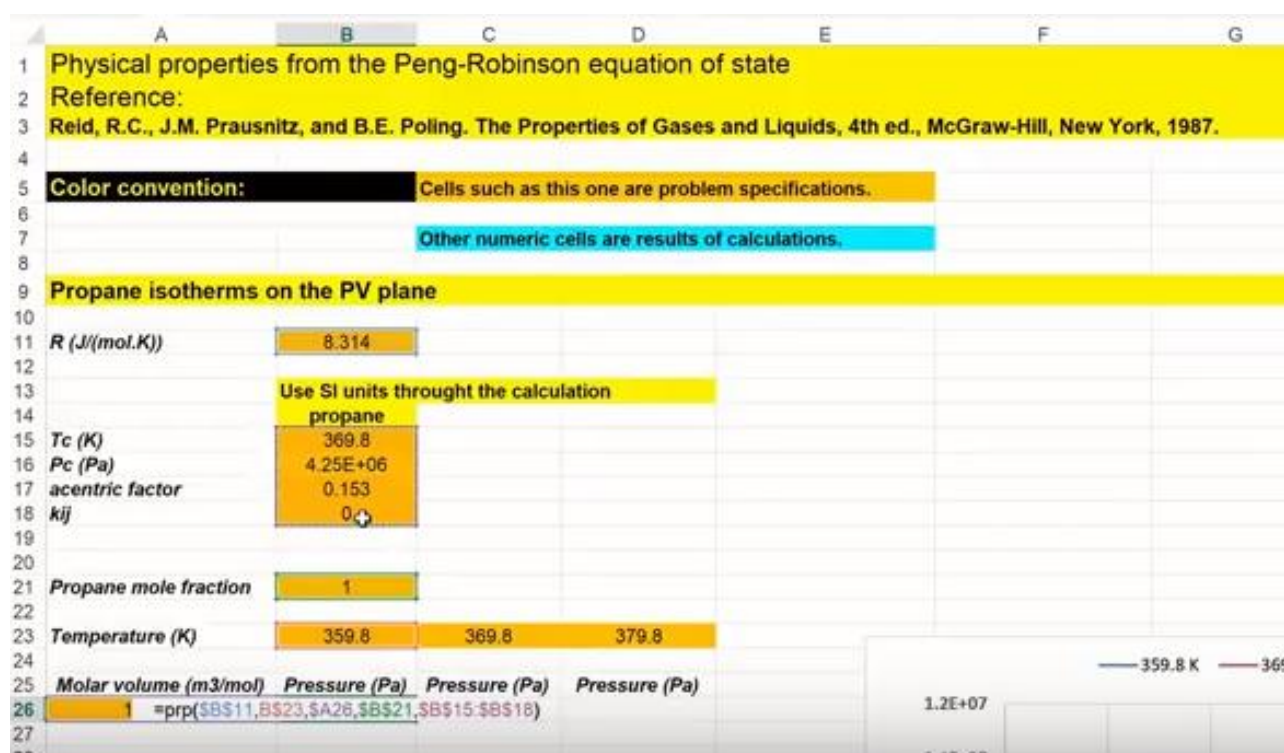 A B C D E F G
1 Physical properties from the Peng-Robinson equation of state
2 Reference:
3 Reid, R.C., J.M. Prausnitz, and B.E. Poling. The Properties of Gases and Liquids, 4th ed., McGraw-Hill, New York, 1987.
4
5 Color convention: Cells such as this one are problem specifications.
6
7 Other numeric cells are results of calculations.
8
9 Propane isotherms on the PV plane
10
11 R (J/(mol.K)) 8.314
12
13 Use SI units throught the calculation
14 propane
15 Tc (K) 369.8
16 Pc (Pa) 4.25E+06
17 acentric factor 0.153
18 kij 0
19
20
21 Propane mole fraction 1
22
23 Temperature (K) 359.8 369.8 379.8
24 359.8 K 369
25 Molar volume (m3/mol) Pressure (Pa) Pressure (Pa) Pressure (Pa)
26 1 =prp($B$11,B$23,$A26,$B$21,$B$15:$B$18) 1.2E+07
27